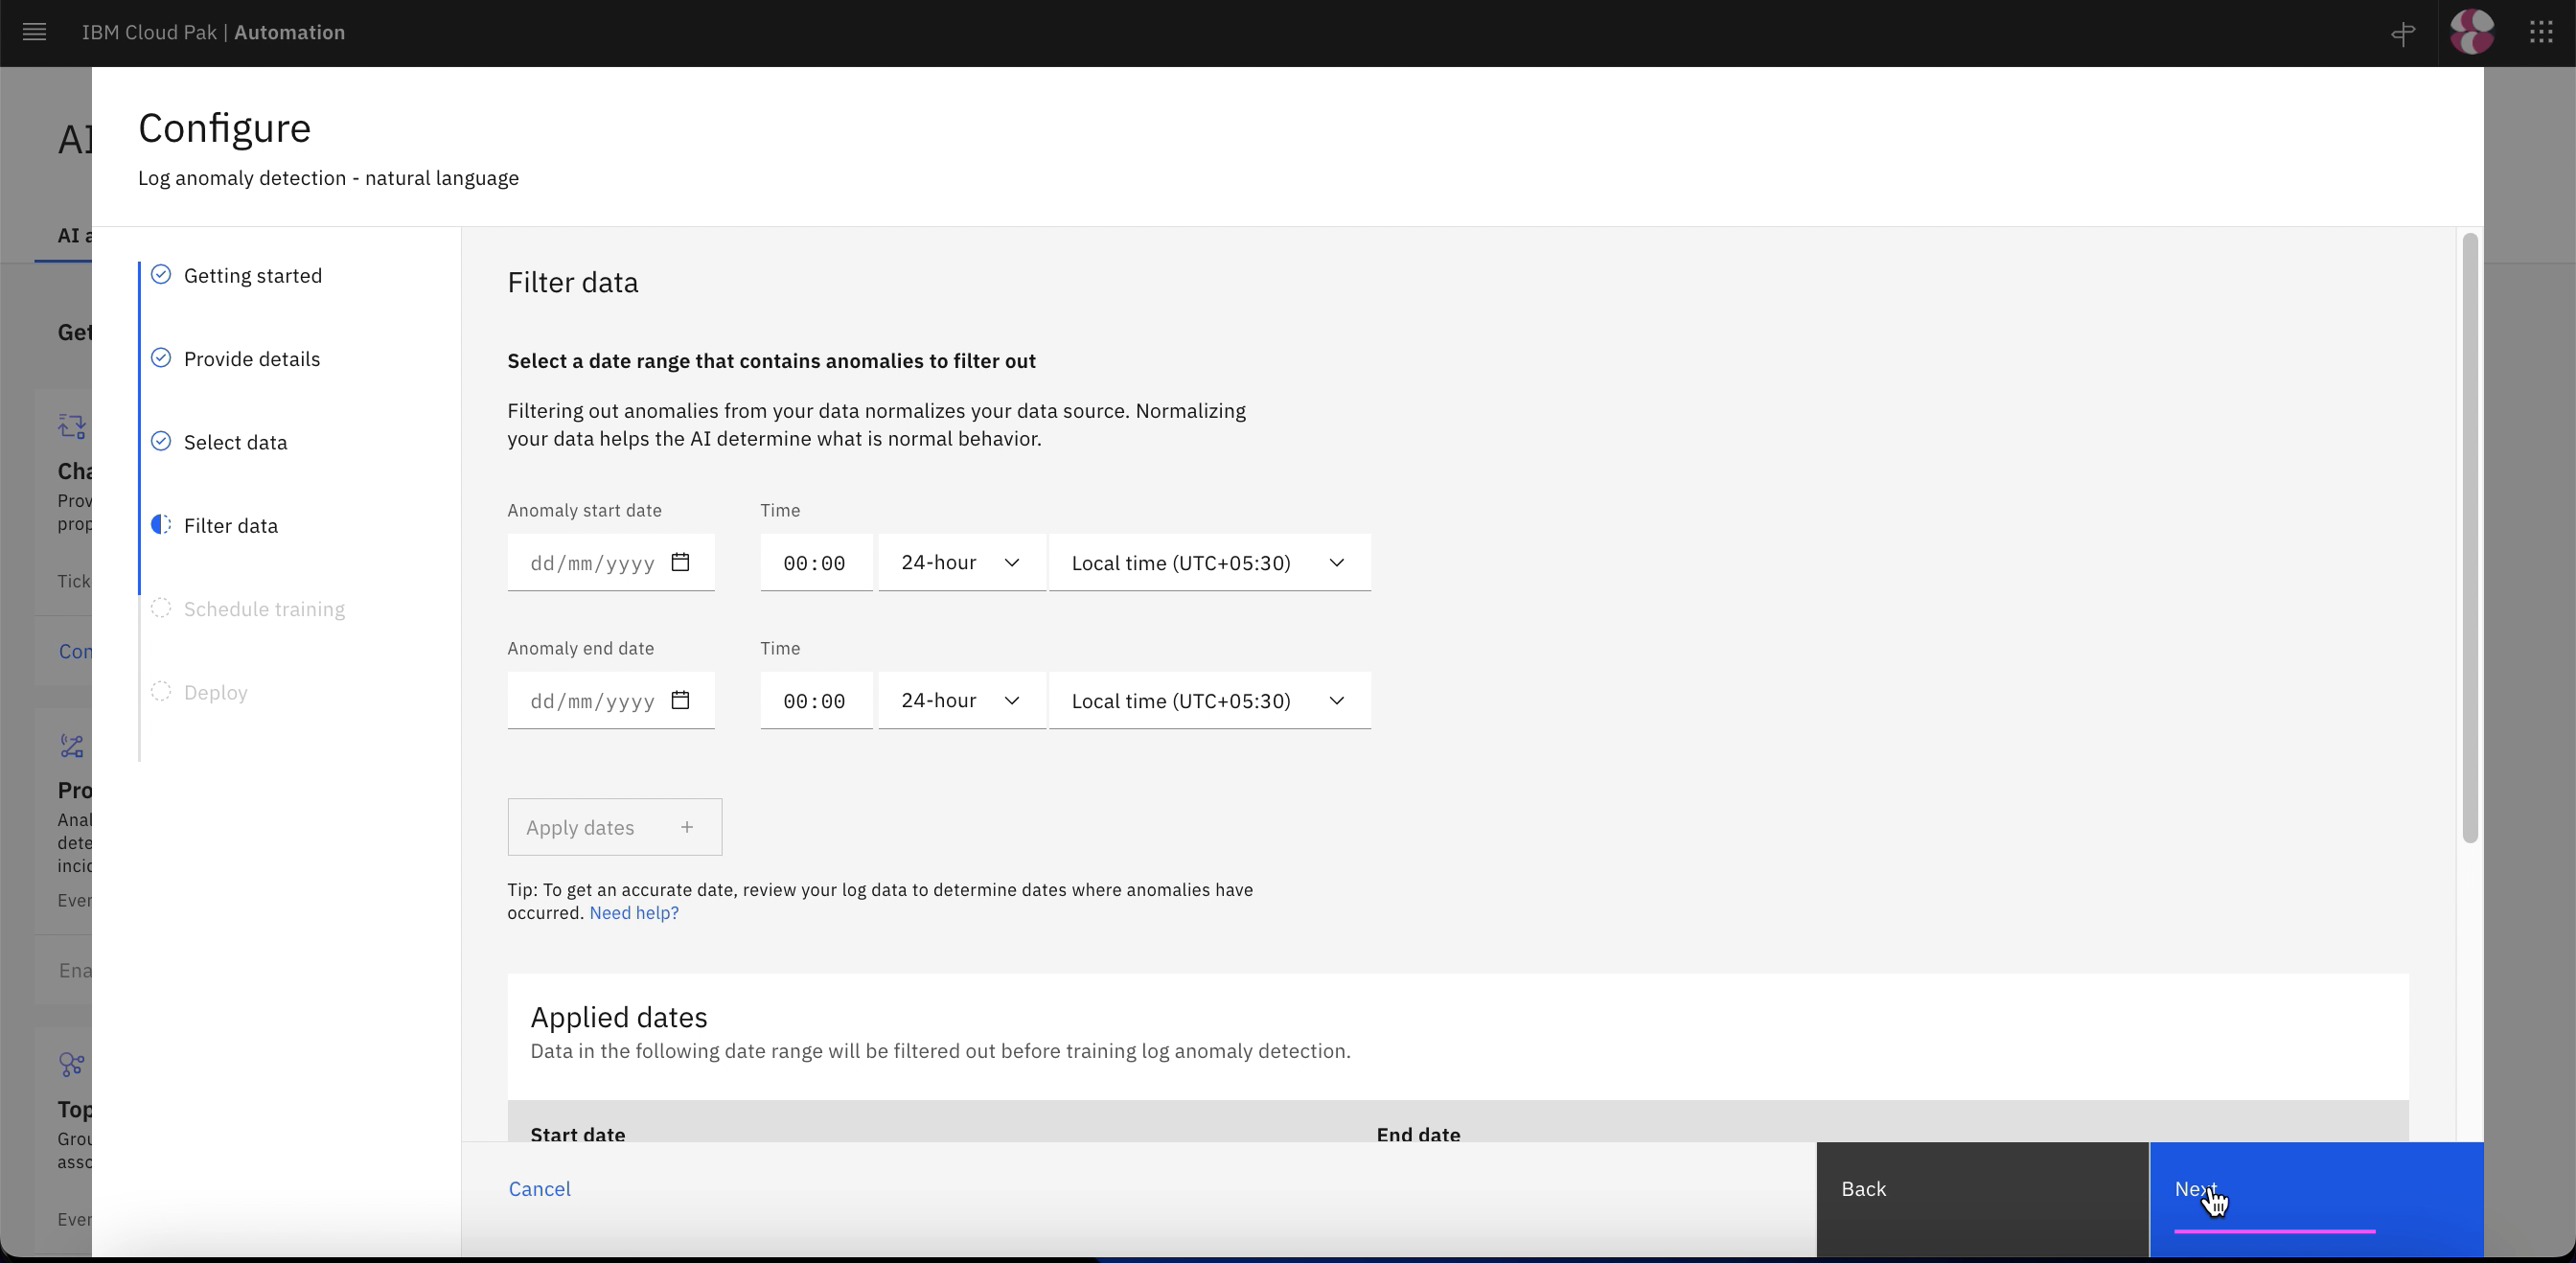 IBM Cloud Pak | Automation
AI
AI a
Get
Cha
Prov
prop
Tick
Con
Pro
Anal
dete
incid
Even
Ena
Top
Grou
asso
Even
Configure
Log anomaly detection - natural language
Getting started
Provide details
Select data
Filter data
Schedule training
Deploy
Filter data
Select a date range that contains anomalies to filter out
Filtering out anomalies from your data normalizes your data source. Normalizing
your data helps the AI determine what is normal behavior.
Anomaly start date Time
dd/mm/yyyy 00:00 24-hour Local time (UTC+05:30)
Anomaly end date Time
dd/mm/yyyy 00:00 24-hour Local time (UTC+05:30)
Apply dates +
Tip: To get an accurate date, review your log data to determine dates where anomalies have
occurred. Need help?
Applied dates
Data in the following date range will be filtered out before training log anomaly detection.
Start date End date
Cancel Back Next